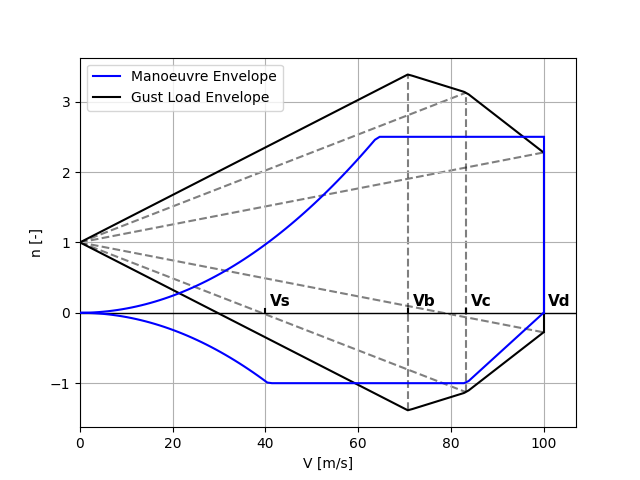 Manoeuvre Envelope
Gust Load Envelope
n [-]
3
2
1
0
−1
Vs
Vb
Vc
Vd
0
20
40
60
80
100
V [m/s]